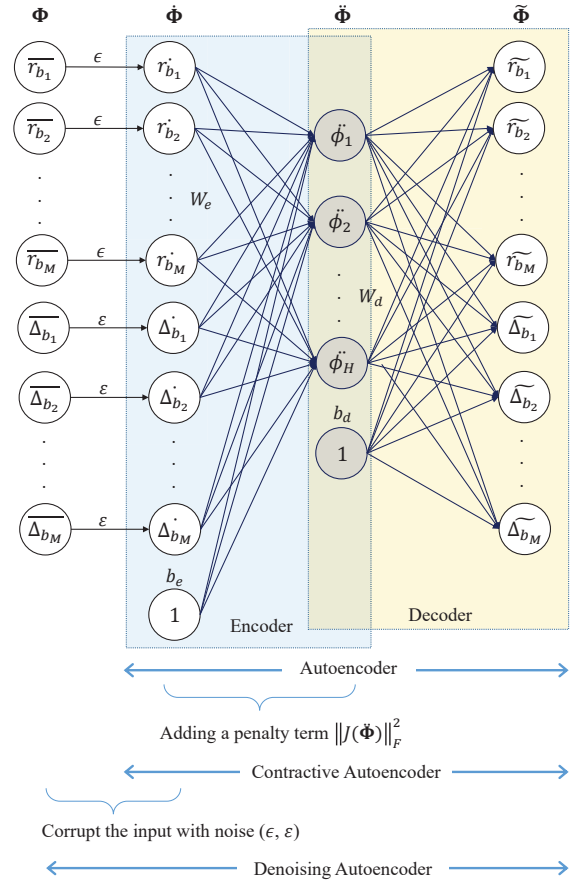 Φ Φ̇ Φ̈ Φ̃
r̅_{b_1} ϵ ṙ_{b_1} r̃_{b_1}
ϕ̈_1
r̅_{b_2} ϵ ṙ_{b_2} r̃_{b_2}
W_e
ϕ̈_2
r̅_{b_M} ϵ ṙ_{b_M} r̃_{b_M}
W_d
Δ̅_{b_1} ε Δ̇_{b_1} Δ̃_{b_1}
ϕ̈_H
Δ̅_{b_2} ε Δ̇_{b_2} Δ̃_{b_2}
b_d
1
Δ̅_{b_M} ε Δ̇_{b_M} Δ̃_{b_M}
b_e
1
Encoder Decoder
Autoencoder
Adding a penalty term ‖J(Φ̈)‖_F^2
Contractive Autoencoder
Corrupt the input with noise (ϵ, ε)
Denoising Autoencoder